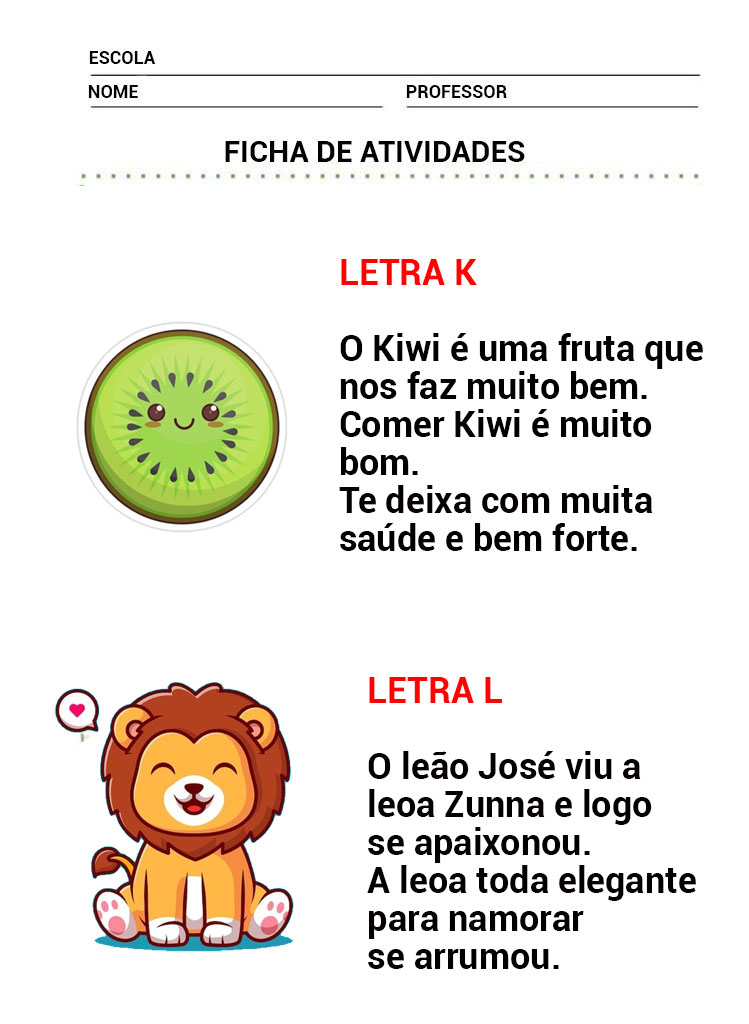 ESCOLA
NOME PROFESSOR
FICHA DE ATIVIDADES
LETRA K
O Kiwi é uma fruta que
nos faz muito bem.
Comer Kiwi é muito
bom.
Te deixa com muita
saúde e bem forte.
LETRA L
O leão José viu a
leoa Zunna e logo
se apaixonou.
A leoa toda elegante
para namorar
se arrumou.